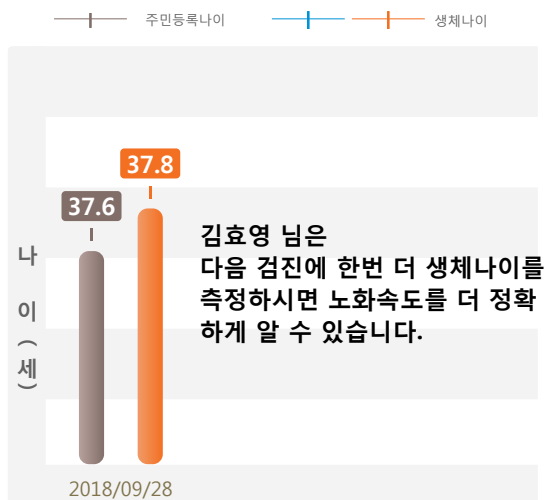 주민등록나이
생체나이
37.8
37.6
김효영 님은
다음 검진에 한번 더 생체나이를
측정하시면 노화속도를 더 정확
하게 알 수 있습니다.
나 이 (세)
2018/09/28